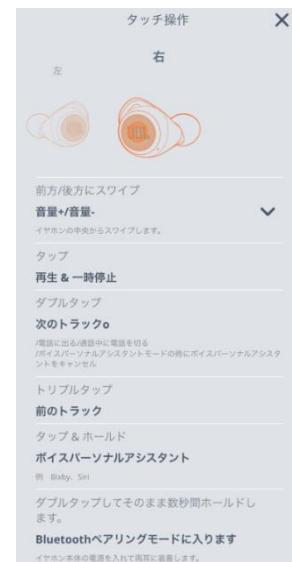 タッチ操作
右
左
JBL
前方/後方にスワイプ
音量+/音量-
イヤホンの中央からスワイプします。
タップ
再生 & 一時停止
ダブルタップ
次のトラックo
/電話に出る/通話中に電話を切る
/ボイスパーソナルアシスタントモードの時にボイスパーソナルアシスタ
ントをキャンセル
トリプルタップ
前のトラック
タップ & ホールド
ボイスパーソナルアシスタント
例 Bixby、Siri
ダブルタップしてそのまま数秒間ホールドし
ます。
Bluetoothペアリングモードに入ります
イヤホン本体の電源を入れて両耳に装着します。